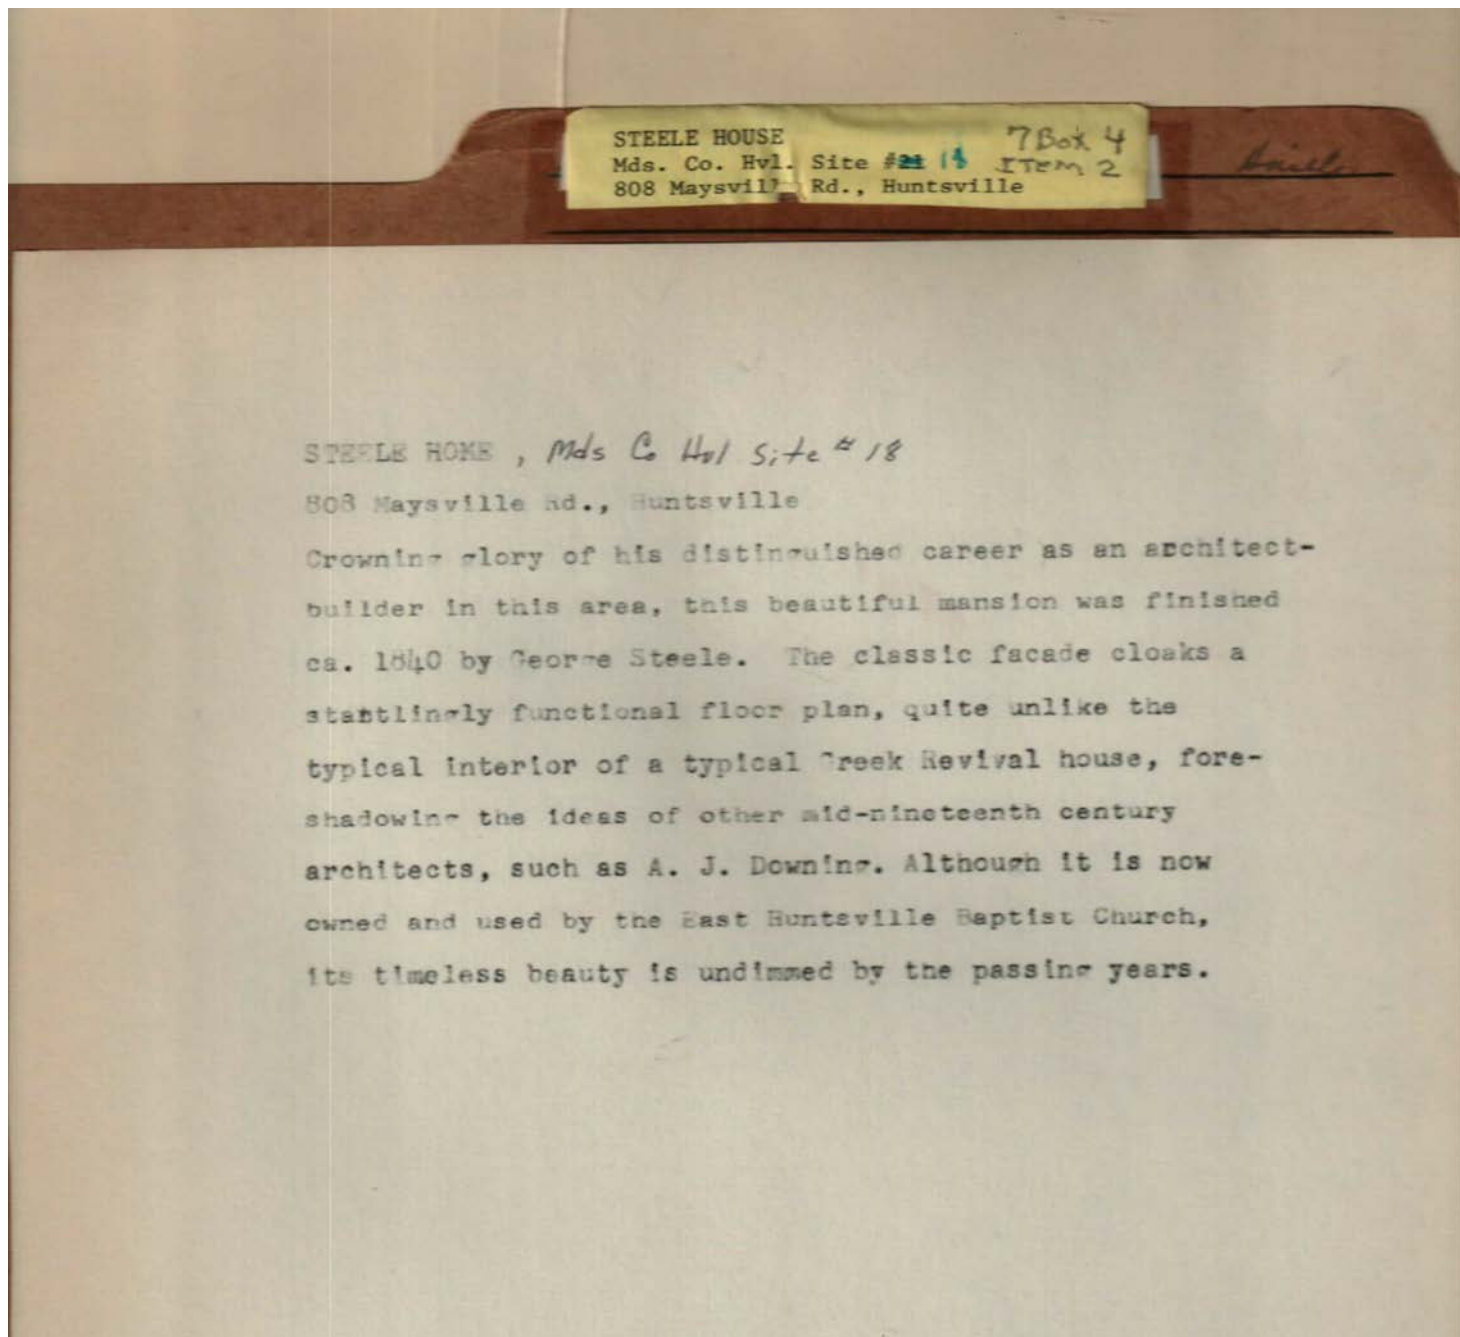 STEELE HOUSE 7 Box 4
Mds. Co. Hvl. Site #21 18 ITEM 2
808 Maysvill Rd., Huntsville
STEELE HOME, Mds Co Hvl Site # 18
808 Maysville Rd., Huntsville
Crowning glory of his distinguished career as an architect-
builder in this area, this beautiful mansion was finished
ca. 1840 by George Steele. The classic facade cloaks a
startlingly functional floor plan, quite unlike the
typical interior of a typical Greek Revival house, fore-
shadowing the ideas of other mid-nineteenth century
architects, such as A. J. Downing. Although it is now
owned and used by the East Huntsville Baptist Church,
its timeless beauty is undimmed by the passing years.